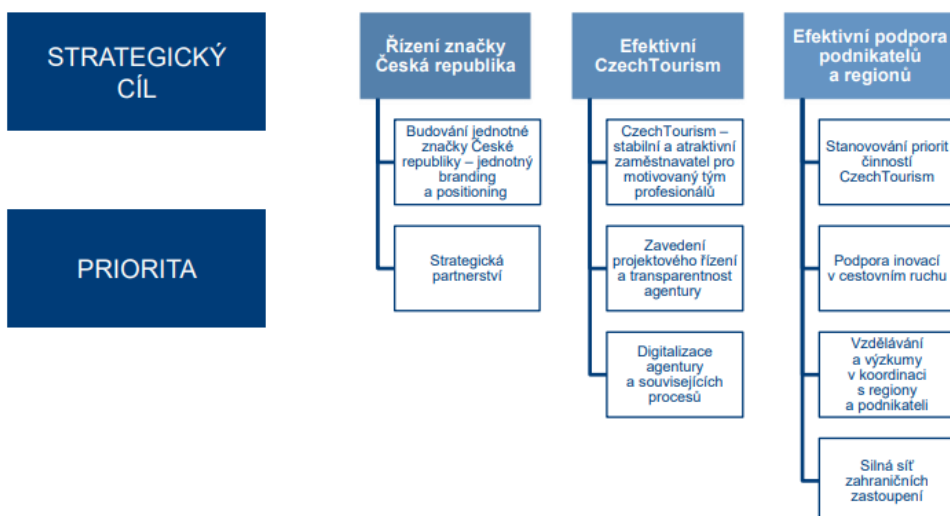 STRATEGICKÝ
CÍL
PRIORITA
Řízení značky
Česká republika
Budování jednotné
značky České
republiky – jednotný
branding
a positioning
Strategická
partnerství
Efektivní
CzechTourism
CzechTourism –
stabilní a atraktivní
zaměstnavatel pro
motivovaný tým
profesionálů
Zavedení
projektového řízení
a transparentnost
agentury
Digitalizace
agentury
a souvisejících
procesů
Efektivní podpora
podnikatelů
a regionů
Stanovování priorit
činností
CzechTourism
Podpora inovací
v cestovním ruchu
Vzdělávání
a výzkumy
v koordinaci
s regiony
a podnikateli
Silná síť
zahraničních
zastoupení